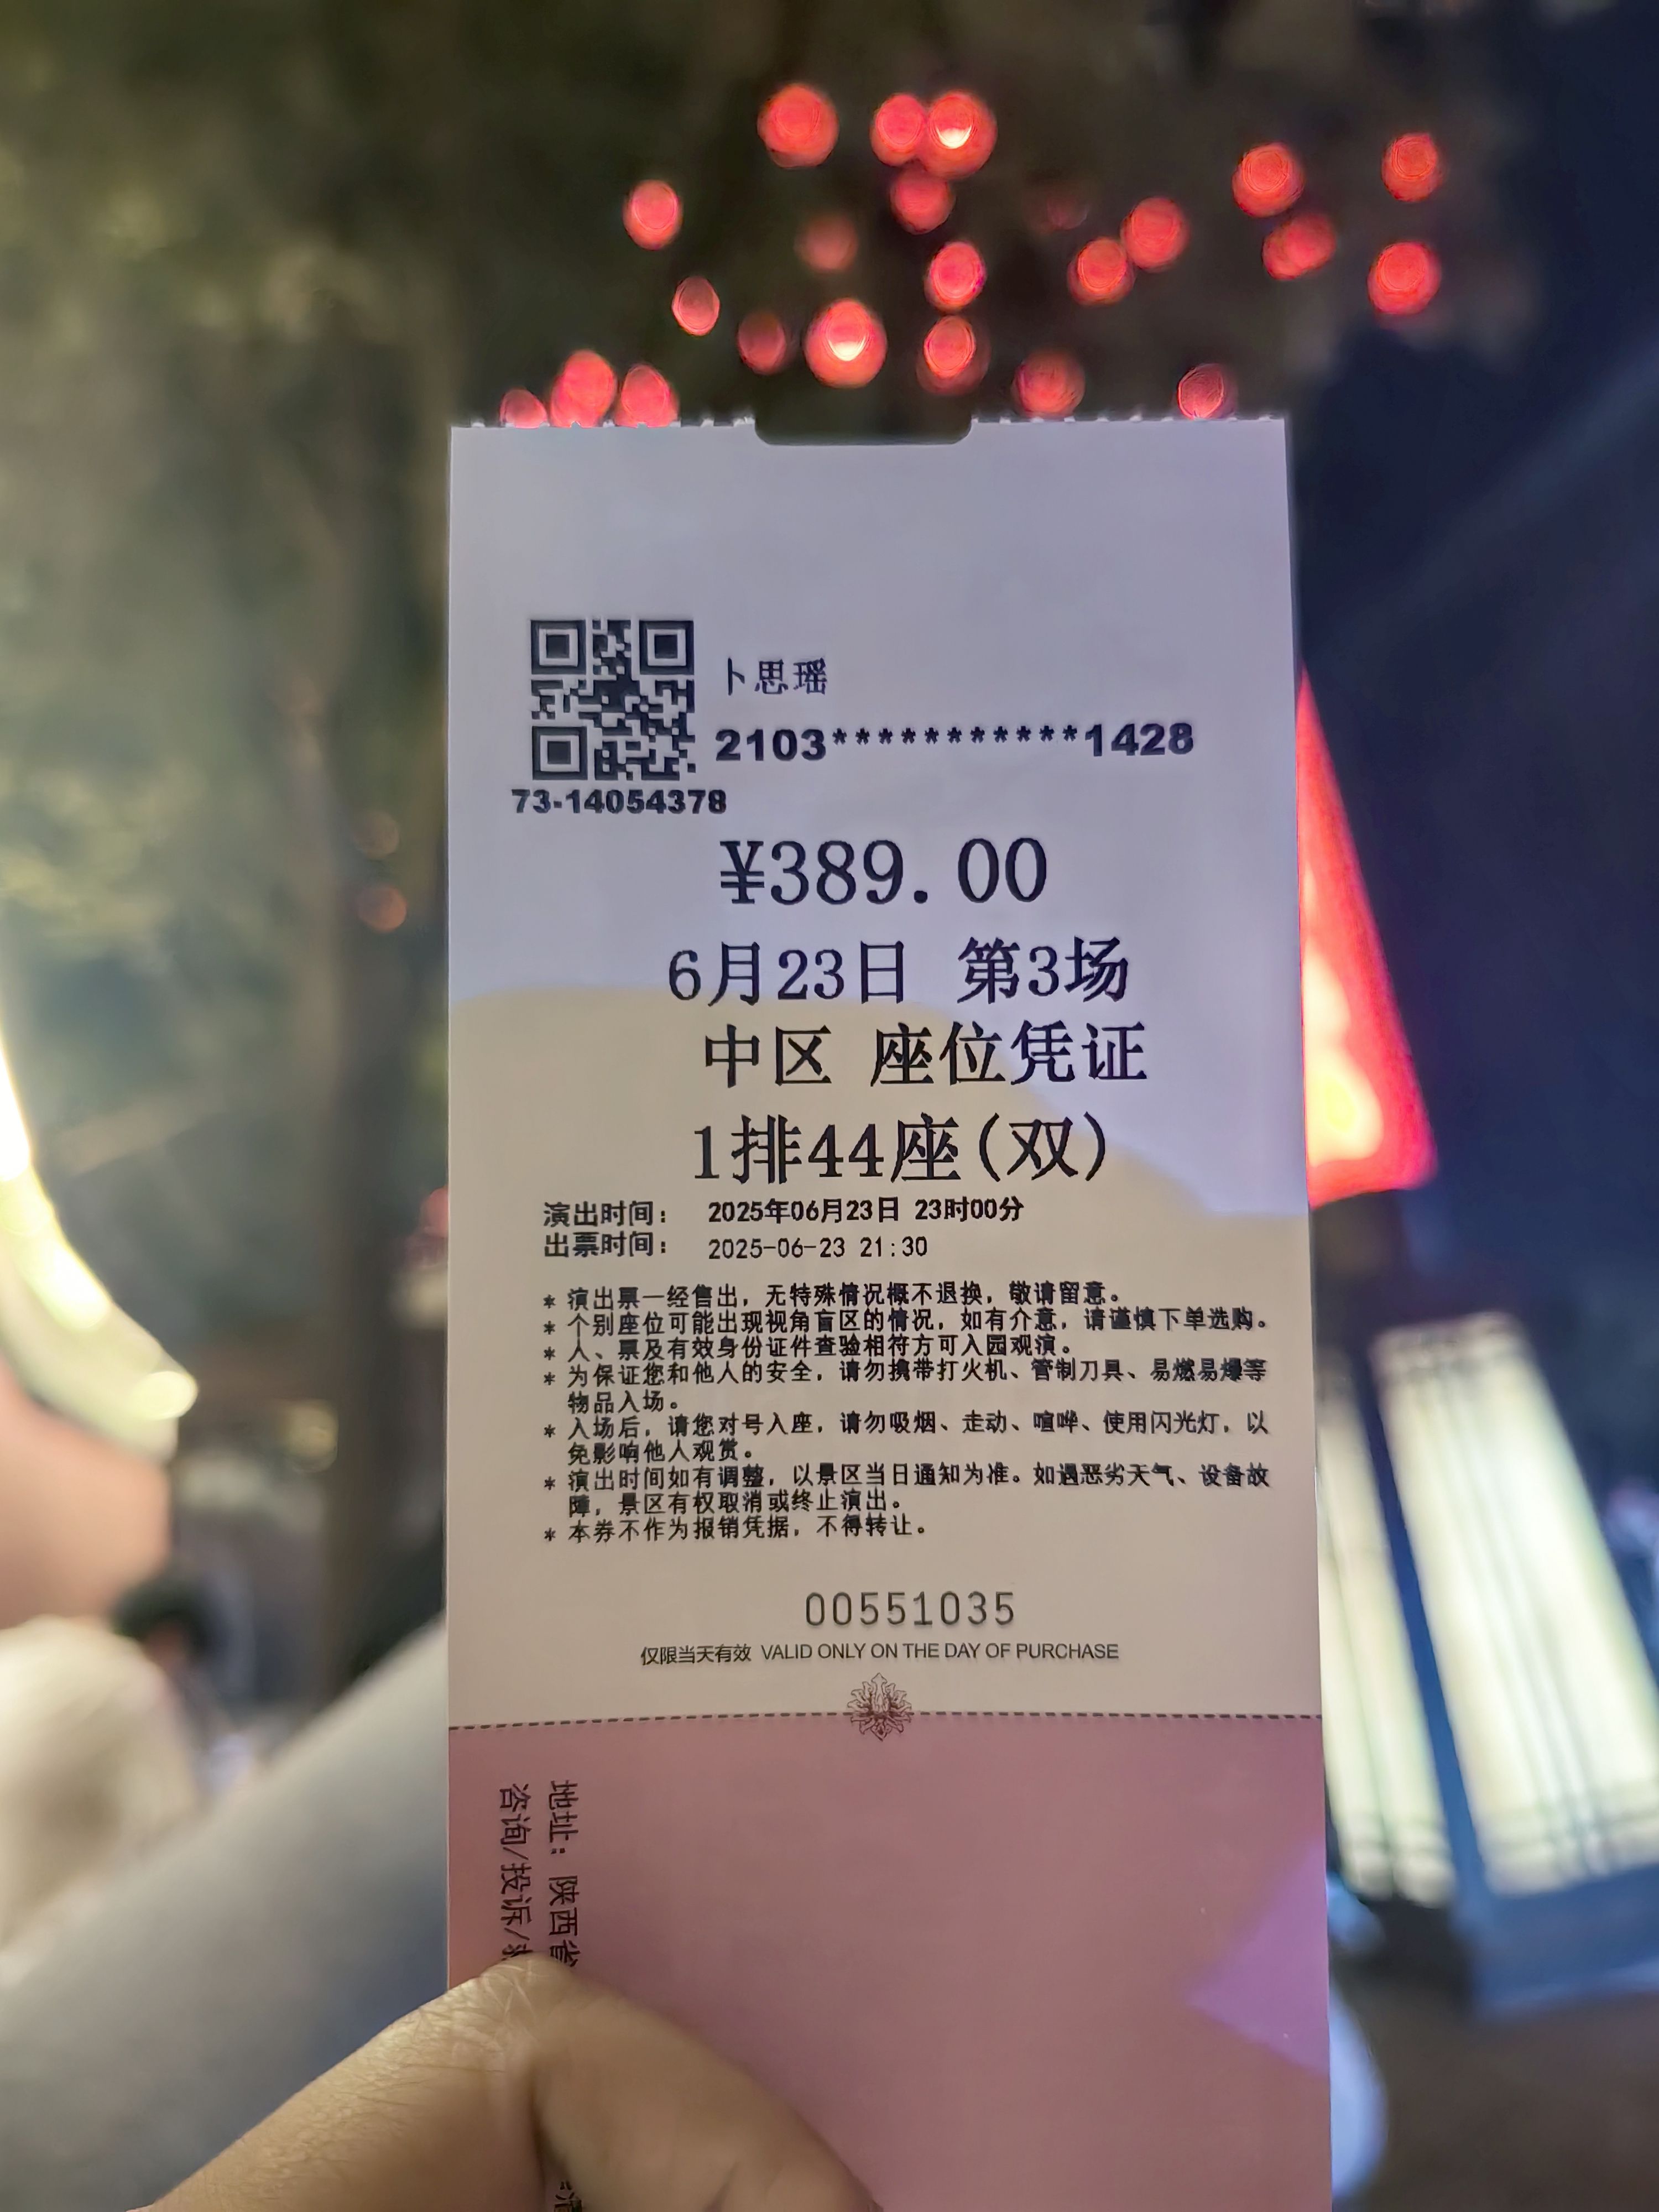 卜思瑶
2103***********1428
73-14054378
¥389.00
6月23日 第3场
中区 座位凭证
1排44座(双)
演出时间: 2025年06月23日 23时00分
出票时间: 2025-06-23 21:30
* 演出票一经售出，无特殊情况概不退换，敬请留意。
* 个别座位可能出现视角盲区的情况，如有介意，请谨慎下单选购。
* 人、票及有效身份证件查验相符方可入园观演。
* 为保证您和他人的安全，请勿携带打火机、管制刀具、易燃易爆等
物品入场。
* 入场后，请您对号入座，请勿吸烟、走动、喧哗、使用闪光灯，以
免影响他人观赏。
* 演出时间如有调整，以景区当日通知为准。如遇恶劣天气、设备故
障，景区有权取消或终止演出。
* 本券不作为报销凭据，不得转让。
00551035
仅限当天有效 VALID ONLY ON THE DAY OF PURCHASE
地址：陕西省
咨询/投诉/